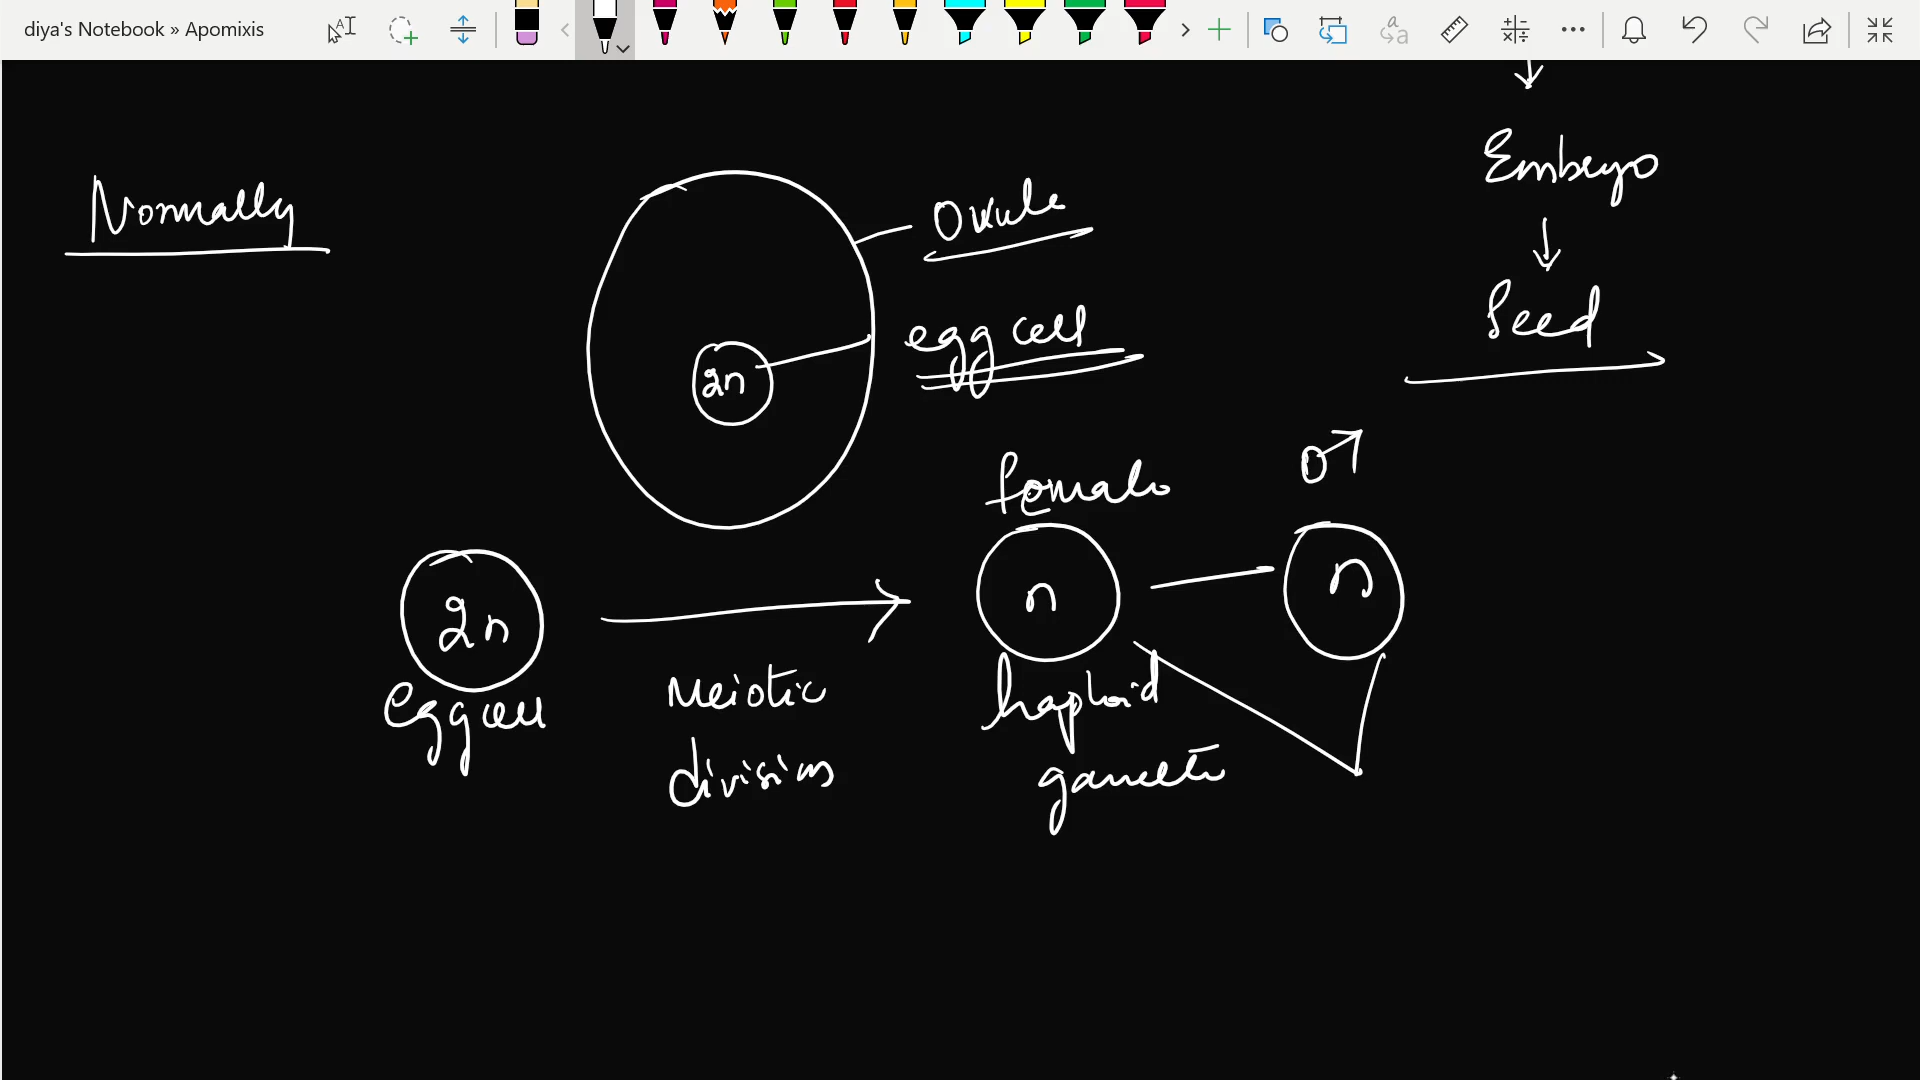 diya's Notebook » Apomixis
Embryo
Normally
Ovule
Seed
egg cell
2n
♂
female
n
n
2n
egg cell
Meiotic
division
haploid
gamete